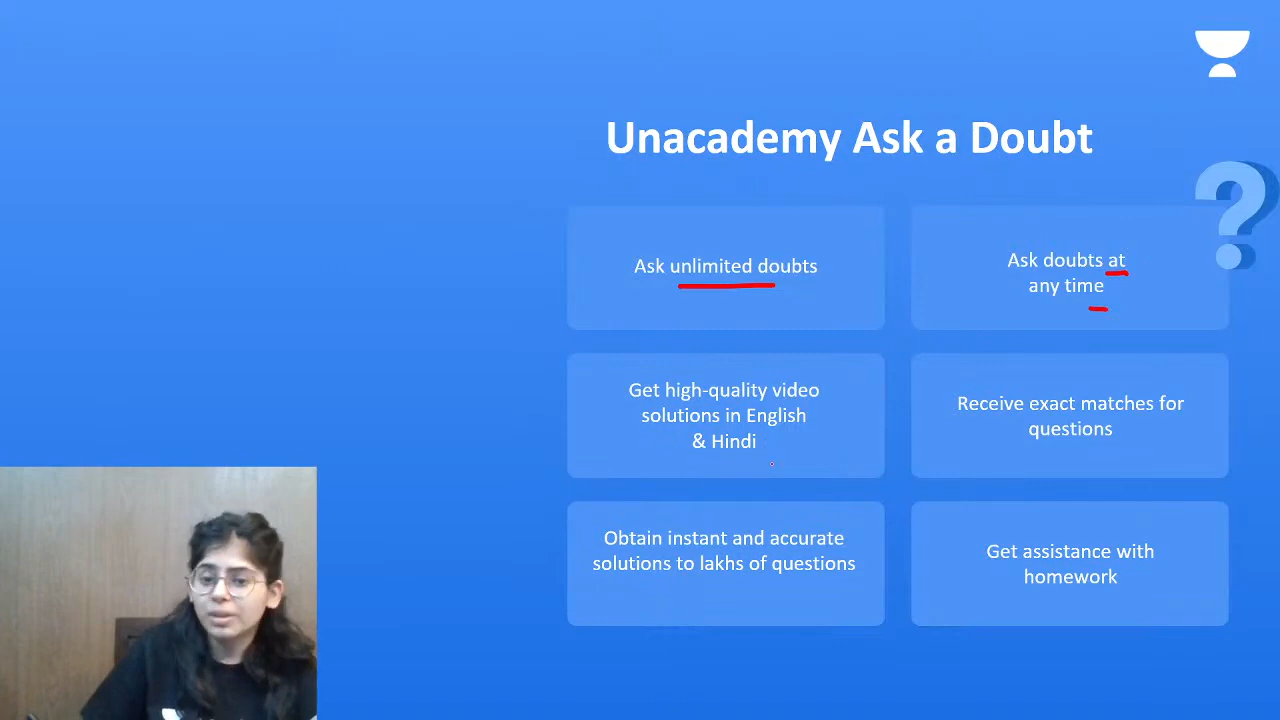 Unacademy Ask a Doubt
Ask unlimited doubts
Ask doubts at
any time
Get high-quality video
solutions in English
& Hindi
Receive exact matches for
questions
Obtain instant and accurate
solutions to lakhs of questions
Get assistance with
homework